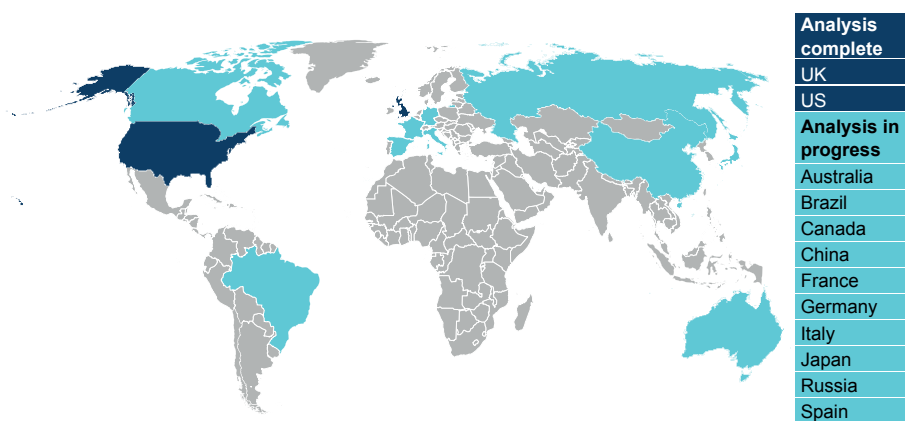 Analysis
complete
UK
US
Analysis in
progress
Australia
Brazil
Canada
China
France
Germany
Italy
Japan
Russia
Spain